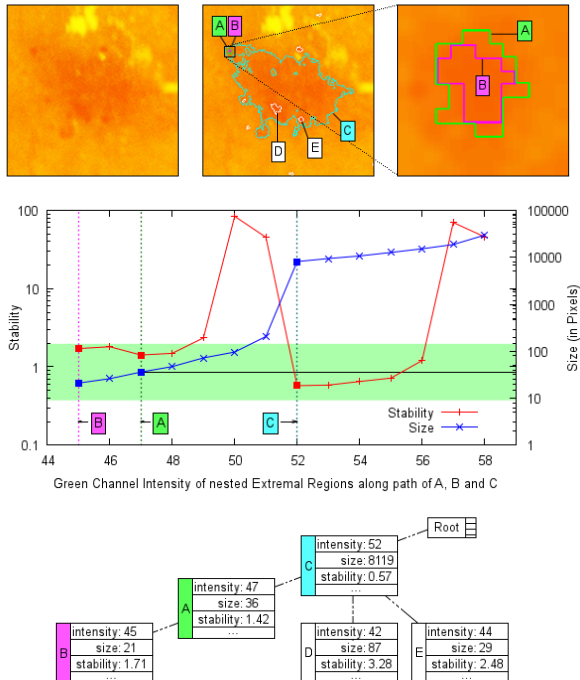 A B
A
B
C
D
E
100
10
1
0.1
Stability
100000
10000
1000
100
10
1
Size (in Pixels)
B
A
C
Stability
Size
44 46 48 50 52 54 56 58
Green Channel Intensity of nested Extremal Regions along path of A, B and C
Root
C
intensity: 52
size: 8119
stability: 0.57
...
A
intensity: 47
size: 36
stability: 1.42
...
B
intensity: 45
size: 21
stability: 1.71
...
D
intensity: 42
size: 87
stability: 3.28
...
E
intensity: 44
size: 29
stability: 2.48
...